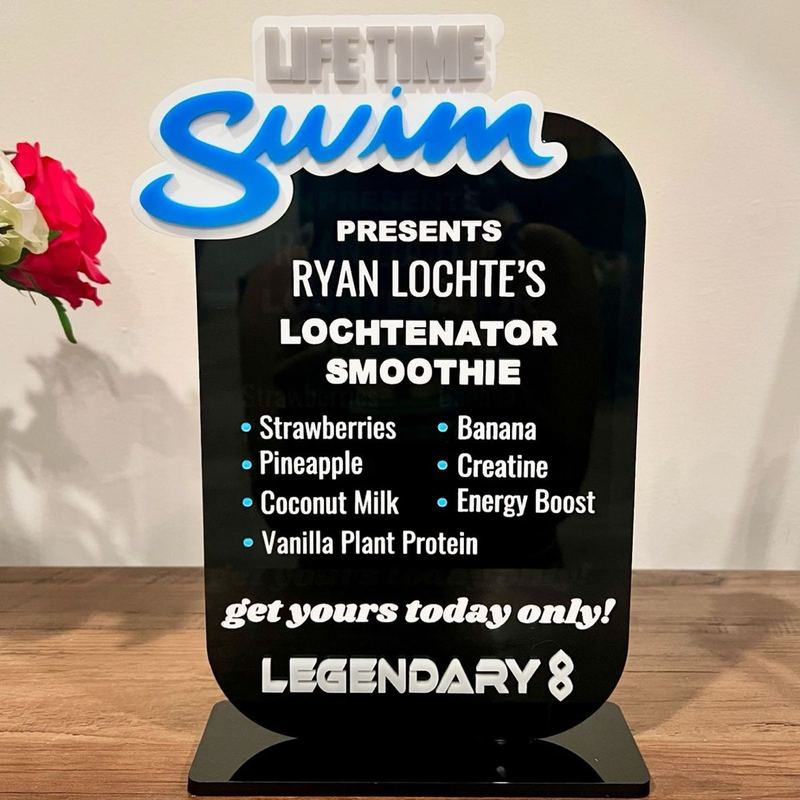 LIFE TIME
Swim
PRESENTS
RYAN LOCHTE'S
LOCHTENATOR
SMOOTHIE
• Strawberries
• Banana
• Pineapple
• Creatine
• Coconut Milk
• Energy Boost
• Vanilla Plant Protein
get yours today only!
LEGENDARY 8